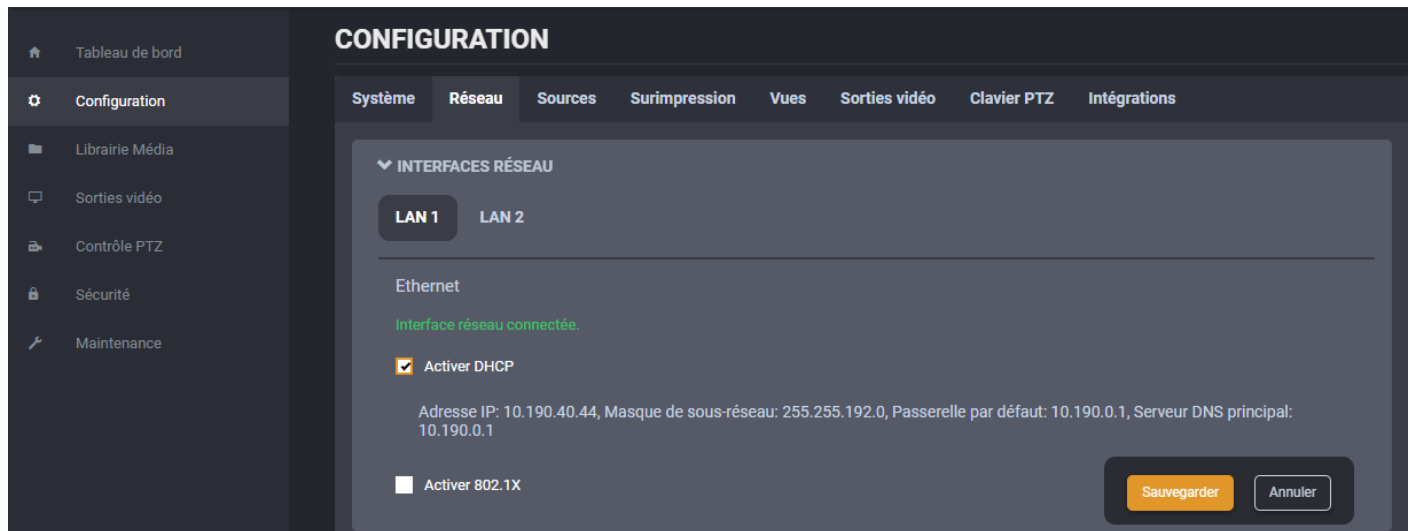 CONFIGURATION
Tableau de bord
Configuration
Librairie Média
Sorties vidéo
Contrôle PTZ
Sécurité
Maintenance
Système Réseau Sources Surimpression Vues Sorties vidéo Clavier PTZ Intégrations
INTERFACES RÉSEAU
LAN 1 LAN 2
Ethernet
Interface réseau connectée.
Activer DHCP
Adresse IP: 10.190.40.44, Masque de sous-réseau: 255.255.192.0, Passerelle par défaut: 10.190.0.1, Serveur DNS principal:
10.190.0.1
Activer 802.1X
Sauvegarder Annuler